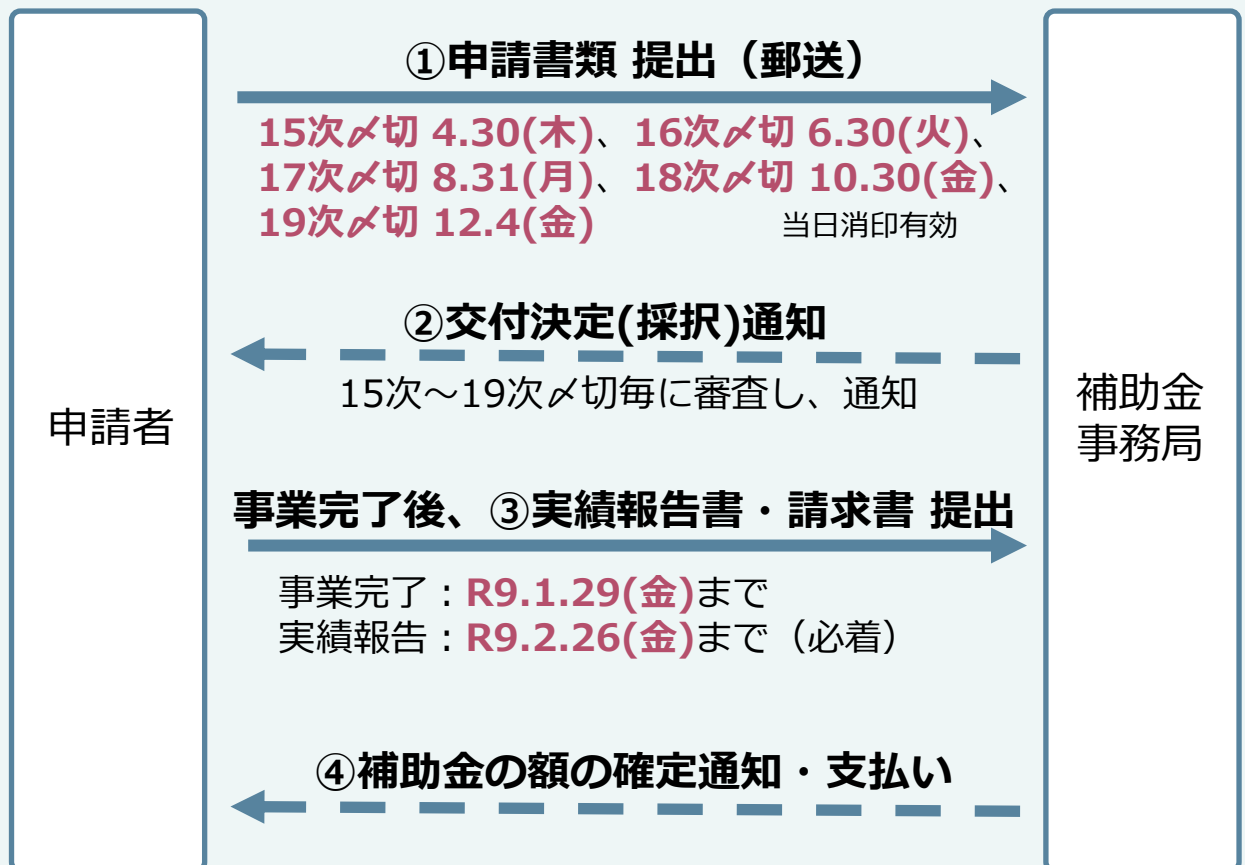 ①申請書類 提出（郵送）
15次〆切 4.30(木)、16次〆切 6.30(火)、
17次〆切 8.31(月)、18次〆切 10.30(金)、
19次〆切 12.4(金) 当日消印有効
②交付決定(採択)通知
15次～19次〆切毎に審査し、通知
申請者
補助金
事務局
事業完了後、③実績報告書・請求書 提出
事業完了：R9.1.29(金)まで
実績報告：R9.2.26(金)まで（必着）
④補助金の額の確定通知・支払い